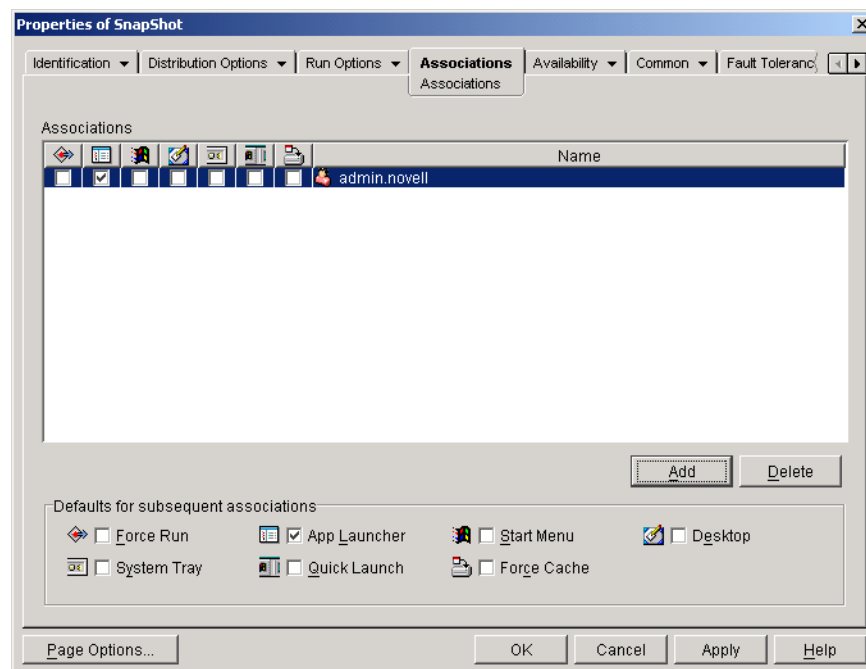 Properties of SnapShot
Identification Distribution Options Run Options Associations Availability Common Fault Toleranc
Associations
Associations
Name
admin.novell
Add Delete
Defaults for subsequent associations
Force Run App Launcher Start Menu Desktop
System Tray Quick Launch Force Cache
Page Options... OK Cancel Apply Help